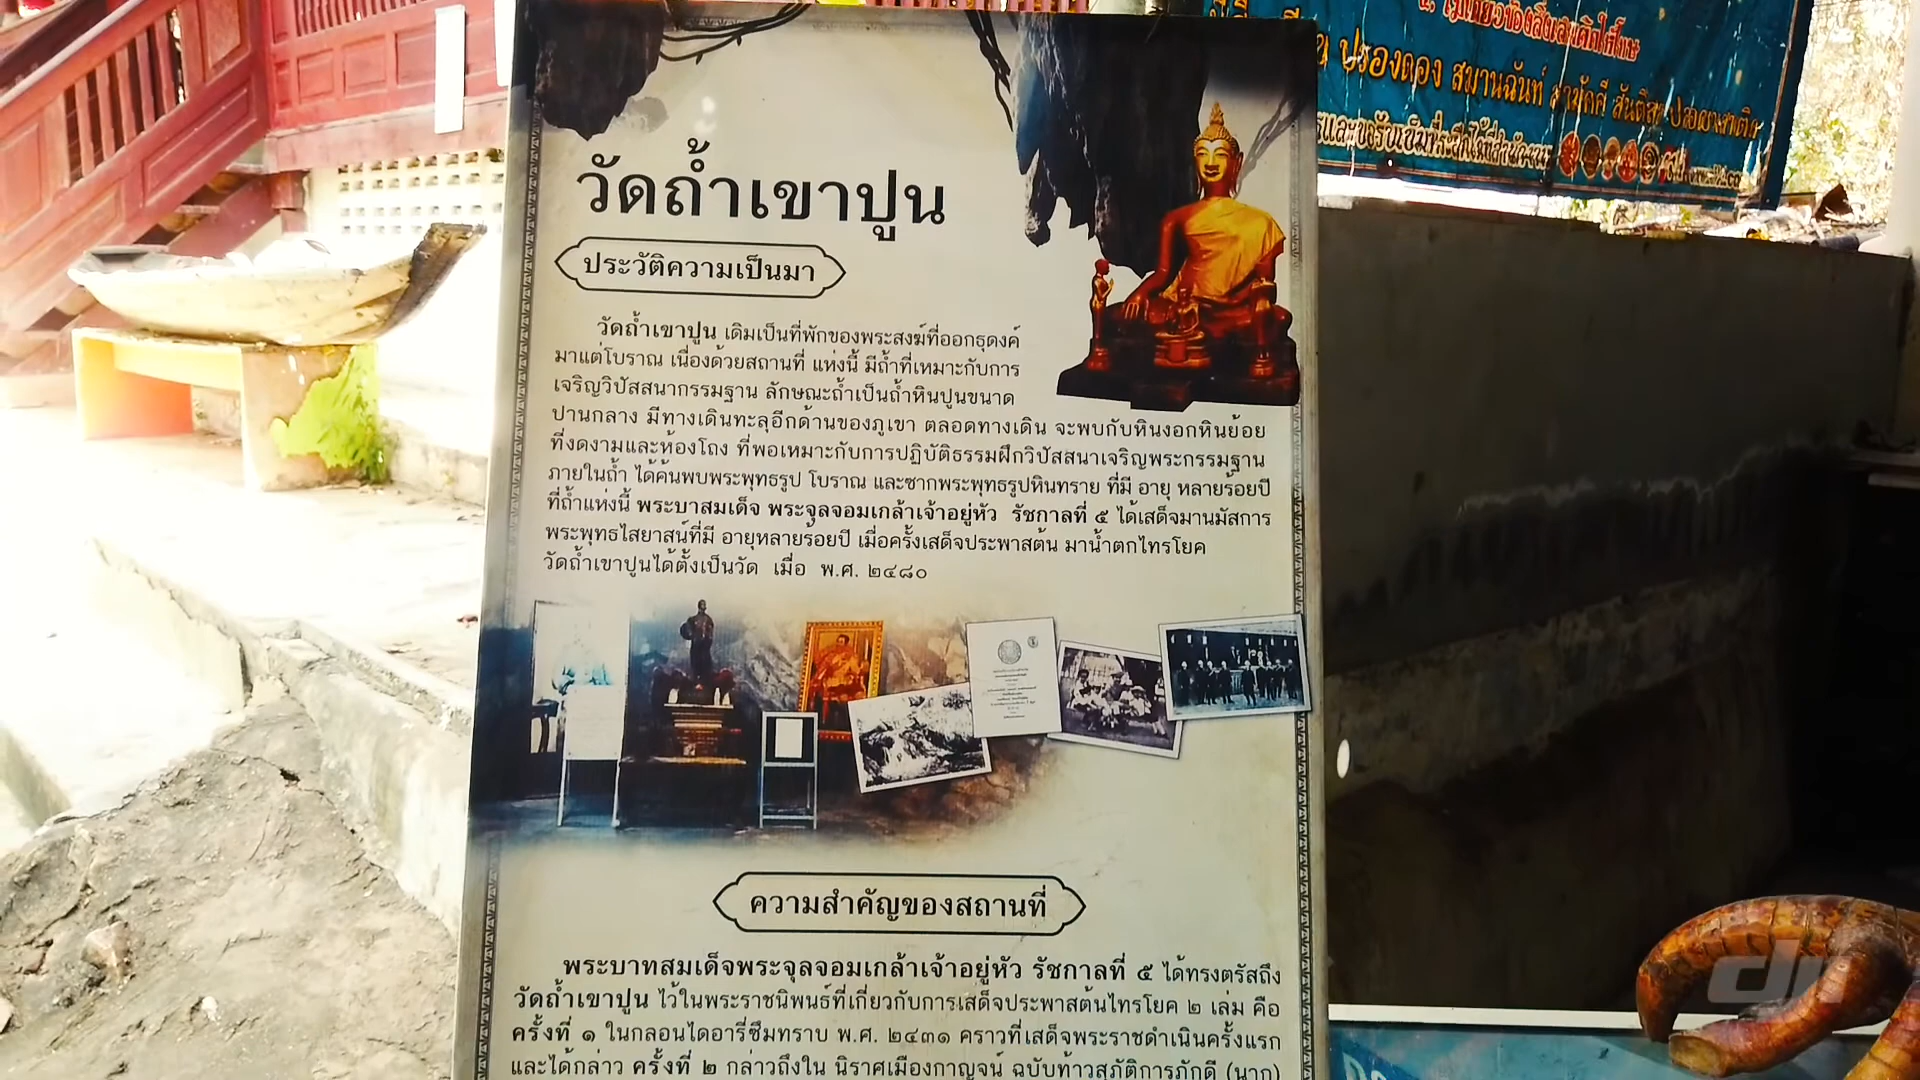 วัดถ้ำเขาปูน
ประวัติความเป็นมา
วัดถ้ำเขาปูน เดิมเป็นที่พักของพระสงฆ์ที่ออกธุดงค์
มาแต่โบราณ เนื่องด้วยสถานที่ แห่งนี้ มีถ้ำที่เหมาะกับการ
เจริญวิปัสสนากรรมฐาน ลักษณะถ้ำเป็นถ้ำหินปูนขนาด
ปานกลาง มีทางเดินทะลุอีกด้านของภูเขา ตลอดทางเดิน จะพบกับหินงอกหินย้อย
ที่งดงามและห้องโถง ที่พอเหมาะกับการปฏิบัติธรรมฝึกวิปัสสนาเจริญพระกรรมฐาน
ภายในถ้ำ ได้ค้นพบพระพุทธรูป โบราณ และซากพระพุทธรูปหินทราย ที่มี อายุ หลายร้อยปี
ที่ถ้ำแห่งนี้ พระบาสมเด็จ พระจุลจอมเกล้าเจ้าอยู่หัว รัชกาลที่ ๕ ได้เสด็จมานมัสการ
พระพุทธไสยาสน์ที่มี อายุหลายร้อยปี เมื่อครั้งเสด็จประพาสต้น มาน้ำตกไทรโยค
วัดถ้ำเขาปูนได้ตั้งเป็นวัด เมื่อ พ.ศ. ๒๔๘๐
ความสำคัญของสถานที่
พระบาทสมเด็จพระจุลจอมเกล้าเจ้าอยู่หัว รัชกาลที่ ๕ ได้ทรงตรัสถึง
วัดถ้ำเขาปูน ไว้ในพระราชนิพนธ์ที่เกี่ยวกับการเสด็จประพาสต้นไทรโยค ๒ เล่ม คือ
ครั้งที่ ๑ ในกลอนไดอารี่ซึมทราบ พ.ศ. ๒๔๓๑ คราวที่เสด็จพระราชดำเนินครั้งแรก
และได้กล่าว ครั้งที่ ๒ กล่าวถึงใน นิราศเมืองกาญจน์ ฉบับท้าวสุภัติการภักดี (นาก)
ปรองดอง สมานฉันท์ สามัคคี